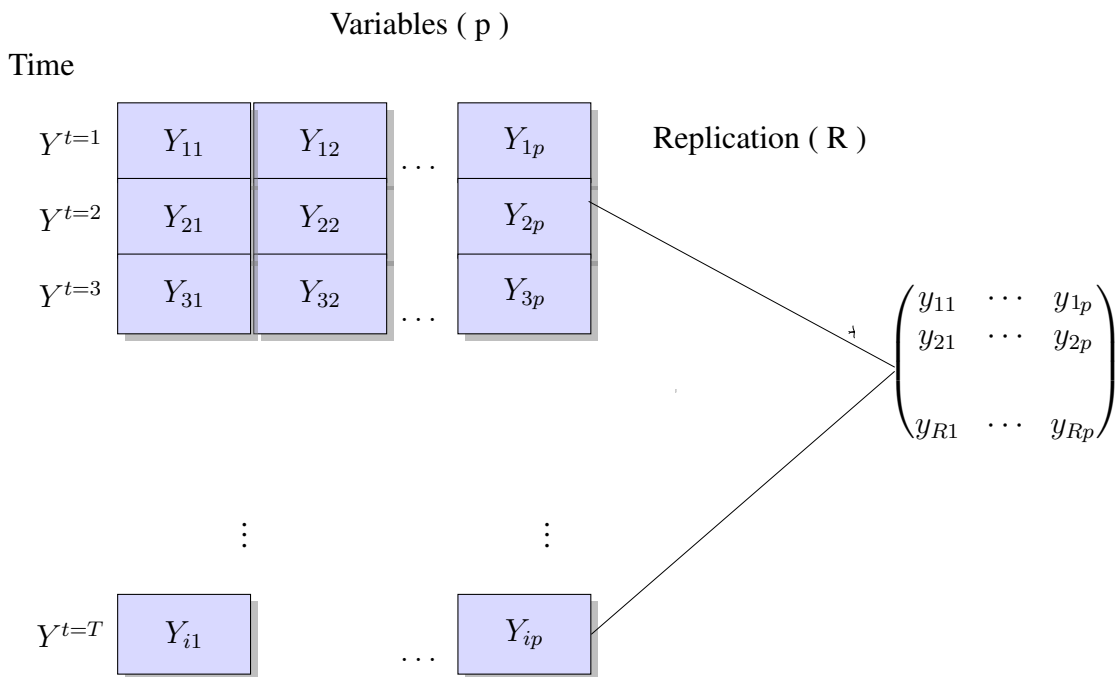 Variables ( p )
Time
Y^{t=1} Y_{11} Y_{12} ... Y_{1p} Replication ( R )
Y^{t=2} Y_{21} Y_{22} Y_{2p}
Y^{t=3} Y_{31} Y_{32} ... Y_{3p}
y_{11} ⋯ y_{1p}
y_{21} ⋯ y_{2p}
y_{R1} ⋯ y_{Rp}
⋮ ⋮
Y^{t=T} Y_{i1} ... Y_{ip}